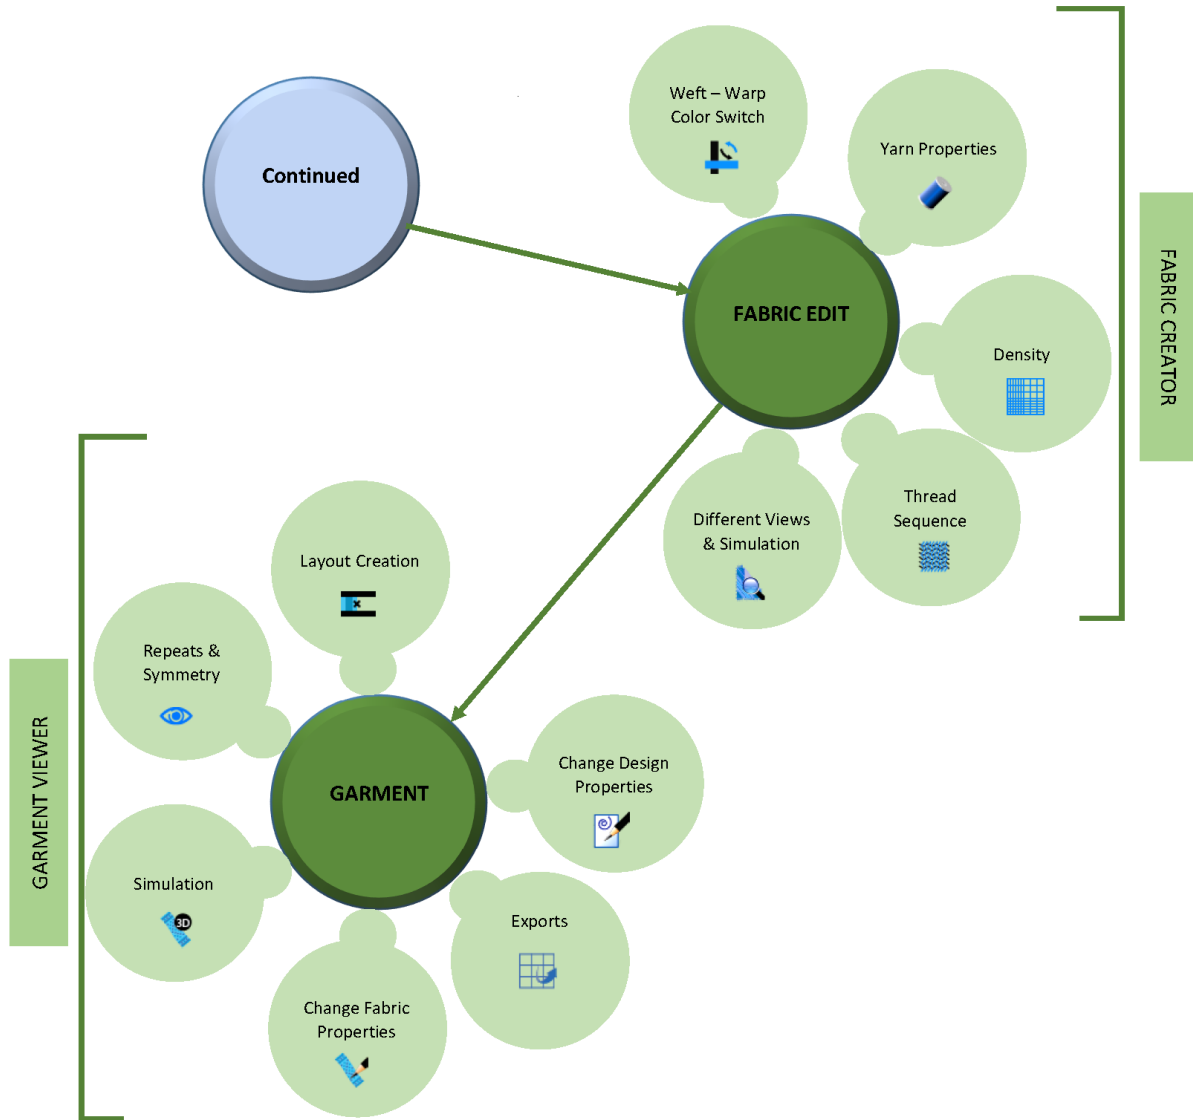 Weft – Warp
Color Switch
Yarn Properties
Continued
FABRIC EDIT
Density
FABRIC CREATOR
Thread
Sequence
Different Views
& Simulation
Layout Creation
Repeats &
Symmetry
GARMENT VIEWER
GARMENT
Change Design
Properties
Simulation
3D
Exports
Change Fabric
Properties